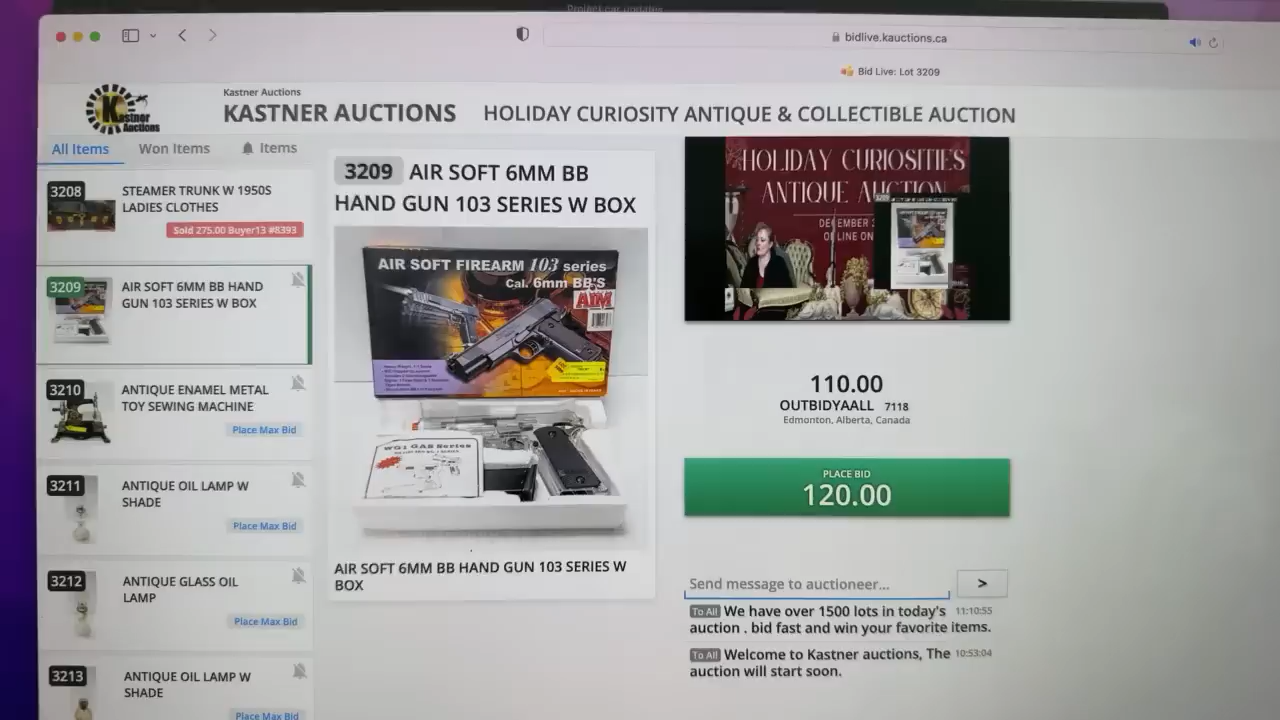 Project car updates
bidlive.kauctions.ca
Bid Live: Lot 3209
Kastner Auctions
KASTNER AUCTIONS
HOLIDAY CURIOSITY ANTIQUE & COLLECTIBLE AUCTION
Kastner
Auctions
All Items
Won Items
Items
3208
STEAMER TRUNK W 1950S
LADIES CLOTHES
Sold 275.00 Buyer13 #8393
3209
AIR SOFT 6MM BB HAND
GUN 103 SERIES W BOX
3210
ANTIQUE ENAMEL METAL
TOY SEWING MACHINE
Place Max Bid
3211
ANTIQUE OIL LAMP W
SHADE
Place Max Bid
3212
ANTIQUE GLASS OIL
LAMP
Place Max Bid
3213
ANTIQUE OIL LAMP W
SHADE
Place Max Bid
3209 AIR SOFT 6MM BB
HAND GUN 103 SERIES W BOX
AIR SOFT FIREARM 103 series
Cal. 6mm BB'S
AIM
WG1 GAS Series
AIR SOFT 6MM BB HAND GUN 103 SERIES W
BOX
HOLIDAY CURIOSITIES
ANTIQUE AUCTION
110.00
OUTBIDYAALL 7118
Edmonton, Alberta, Canada
PLACE BID
120.00
Send message to auctioneer...
>
To All We have over 1500 lots in today's 11:10:55
auction . bid fast and win your favorite items.
To All Welcome to Kastner auctions, The 10:53:04
auction will start soon.